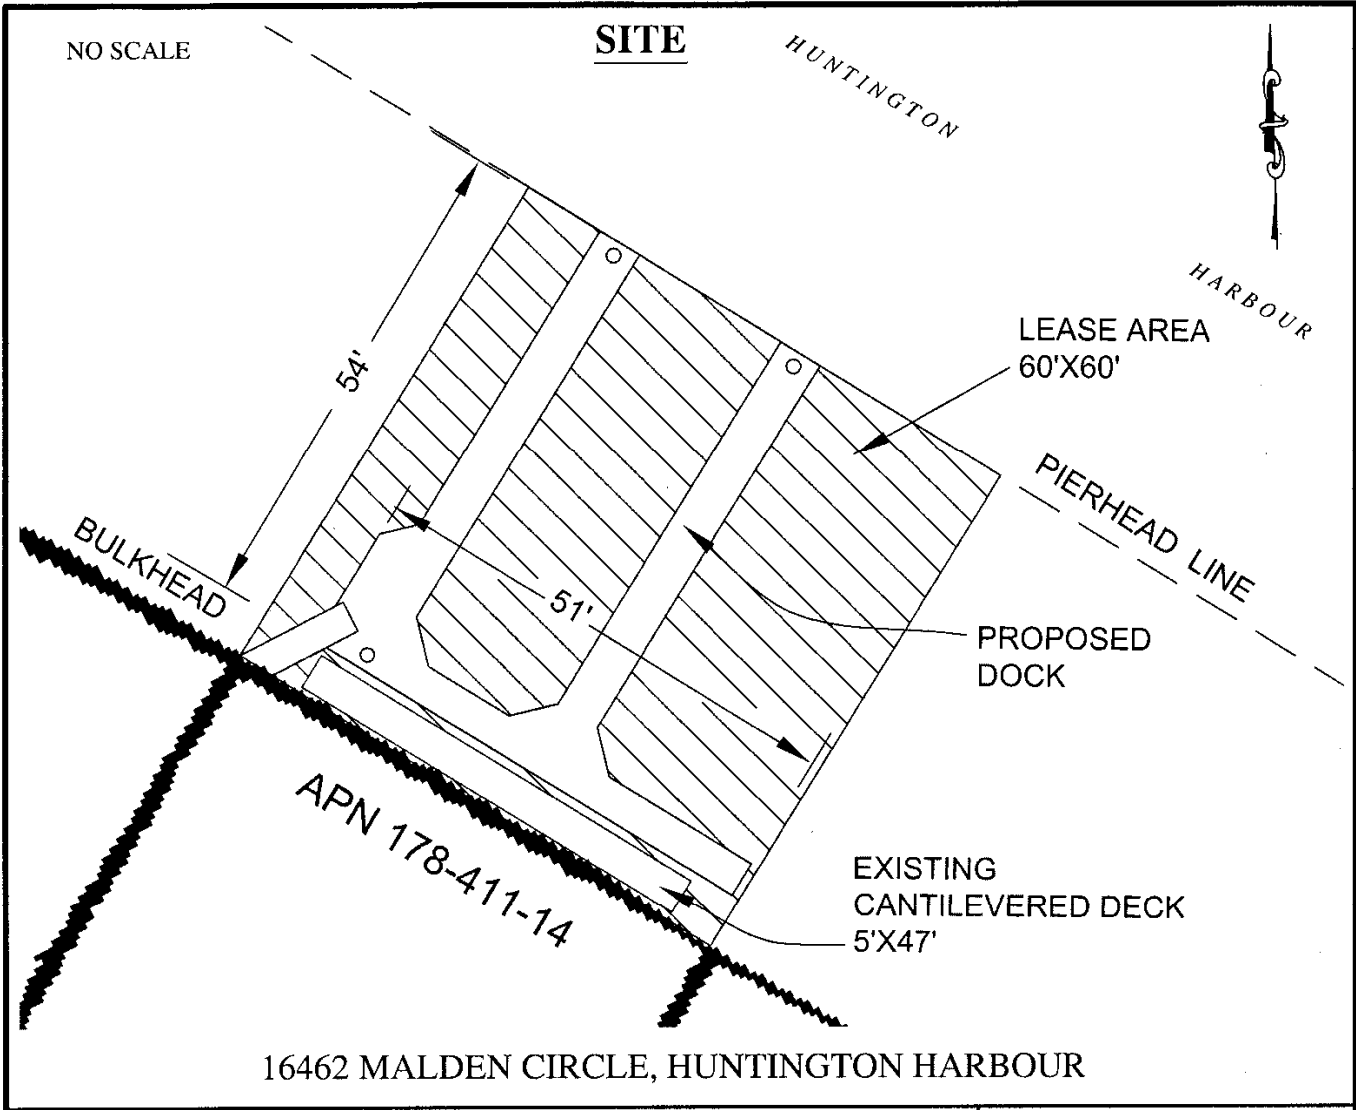 NO SCALE
SITE
HUNTINGTON
HARBOUR
LEASE AREA
60'X60'
54'
PIERHEAD LINE
BULKHEAD
51'
PROPOSED
DOCK
APN 178-411-14
EXISTING
CANTILEVERED DECK
5'X47'
16462 MALDEN CIRCLE, HUNTINGTON HARBOUR